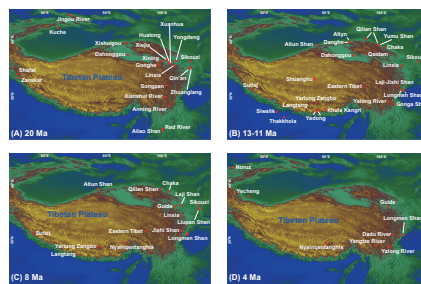 Xuanhua
Jingou River
Kuche
Hualong
Yongdeng
Xishuigou
Xiejia
Dahonggou
Xining
Sikouzi
Gonghe
Linxia
Qin'an
Shafat
Zanskar
Tibetan Plateau
Songpan
Zhuanglang
Xianshui River
Anning River
Ailao Shan
Red River
(A) 20 Ma
Qilian Shan
Altyn
Yumu Shan
Danghe
Altun Shan
Chaka
Dahonggou
Qaidam
Linxia
Shuanghu
Laji-Jishi Shan
Sutlej
Eastern Tibet
Longmen Shan
Yarlung Zangbo
Yalong River
Gonga Shan
Langtang
Siwalik
Khula Kangri
Thakkhola
Yadong
(B) 13-11 Ma
Altun Shan
Chaka
Qilian Shan
Laji Shan
Sikouzi
Guide
Tibetan Plateau
Linxia
Liupan Shan
Sutlej
Eastern Tibet
Jishi Shan
Longmen Shan
Yarlung Zangbo
Nyainqentanghla
Langtang
(C) 8 Ma
Noruz
Yecheng
Guide
Tibetan Plateau
Longmen Shan
Dadu River
Yangtze River
Nyainqentanghla
Yalong River
(D) 4 Ma